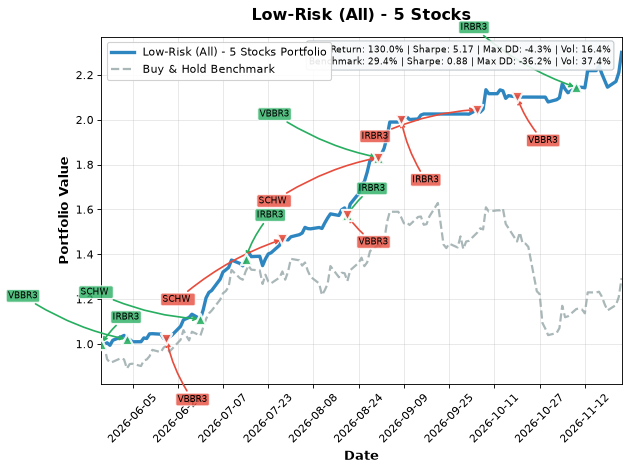 Low-Risk (All) - 5 Stocks
IRBR3
Low-Risk (All) - 5 Stocks Portfolio
Buy & Hold Benchmark
Return: 130.0% | Sharpe: 5.17 | Max DD: -4.3% | Vol: 16.4%
Benchmark: 29.4% | Sharpe: 0.88 | Max DD: -36.2% | Vol: 37.4%
2.2
2.0
1.8
1.6
1.4
1.2
1.0
Portfolio Value
VBBR3
IRBR3
VBBR3
IRBR3
SCHW
IRBR3
IRBR3
VBBR3
SCHW
VBBR3
SCHW
IRBR3
VBBR3
2026-06-05
2026-06-21
2026-07-07
2026-07-23
2026-08-08
2026-08-24
2026-09-09
2026-09-25
2026-10-11
2026-10-27
2026-11-12
Date